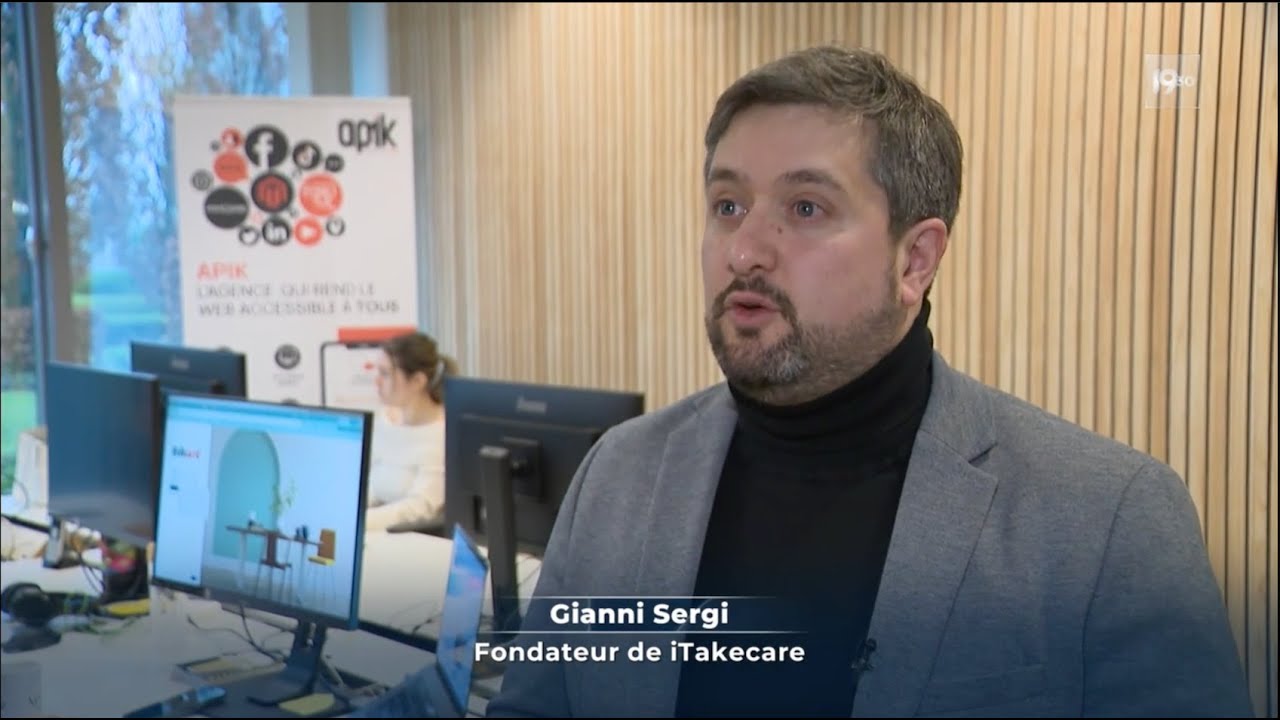 19 30
apik
APIK
L'AGENCE QUI REND LE
WEB ACCESSIBLE À TOUS
Gianni Sergi
Fondateur de iTakecare